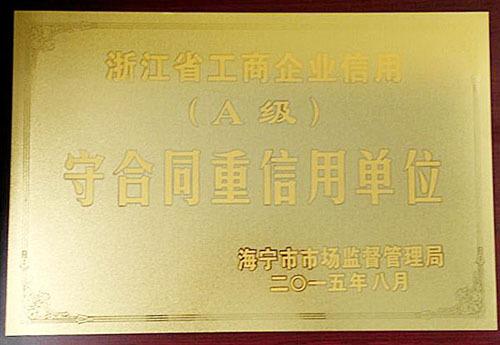 浙江省工商企业信用
（A级）
守合同重信用单位
海宁市市场监督管理局
二〇一五年八月